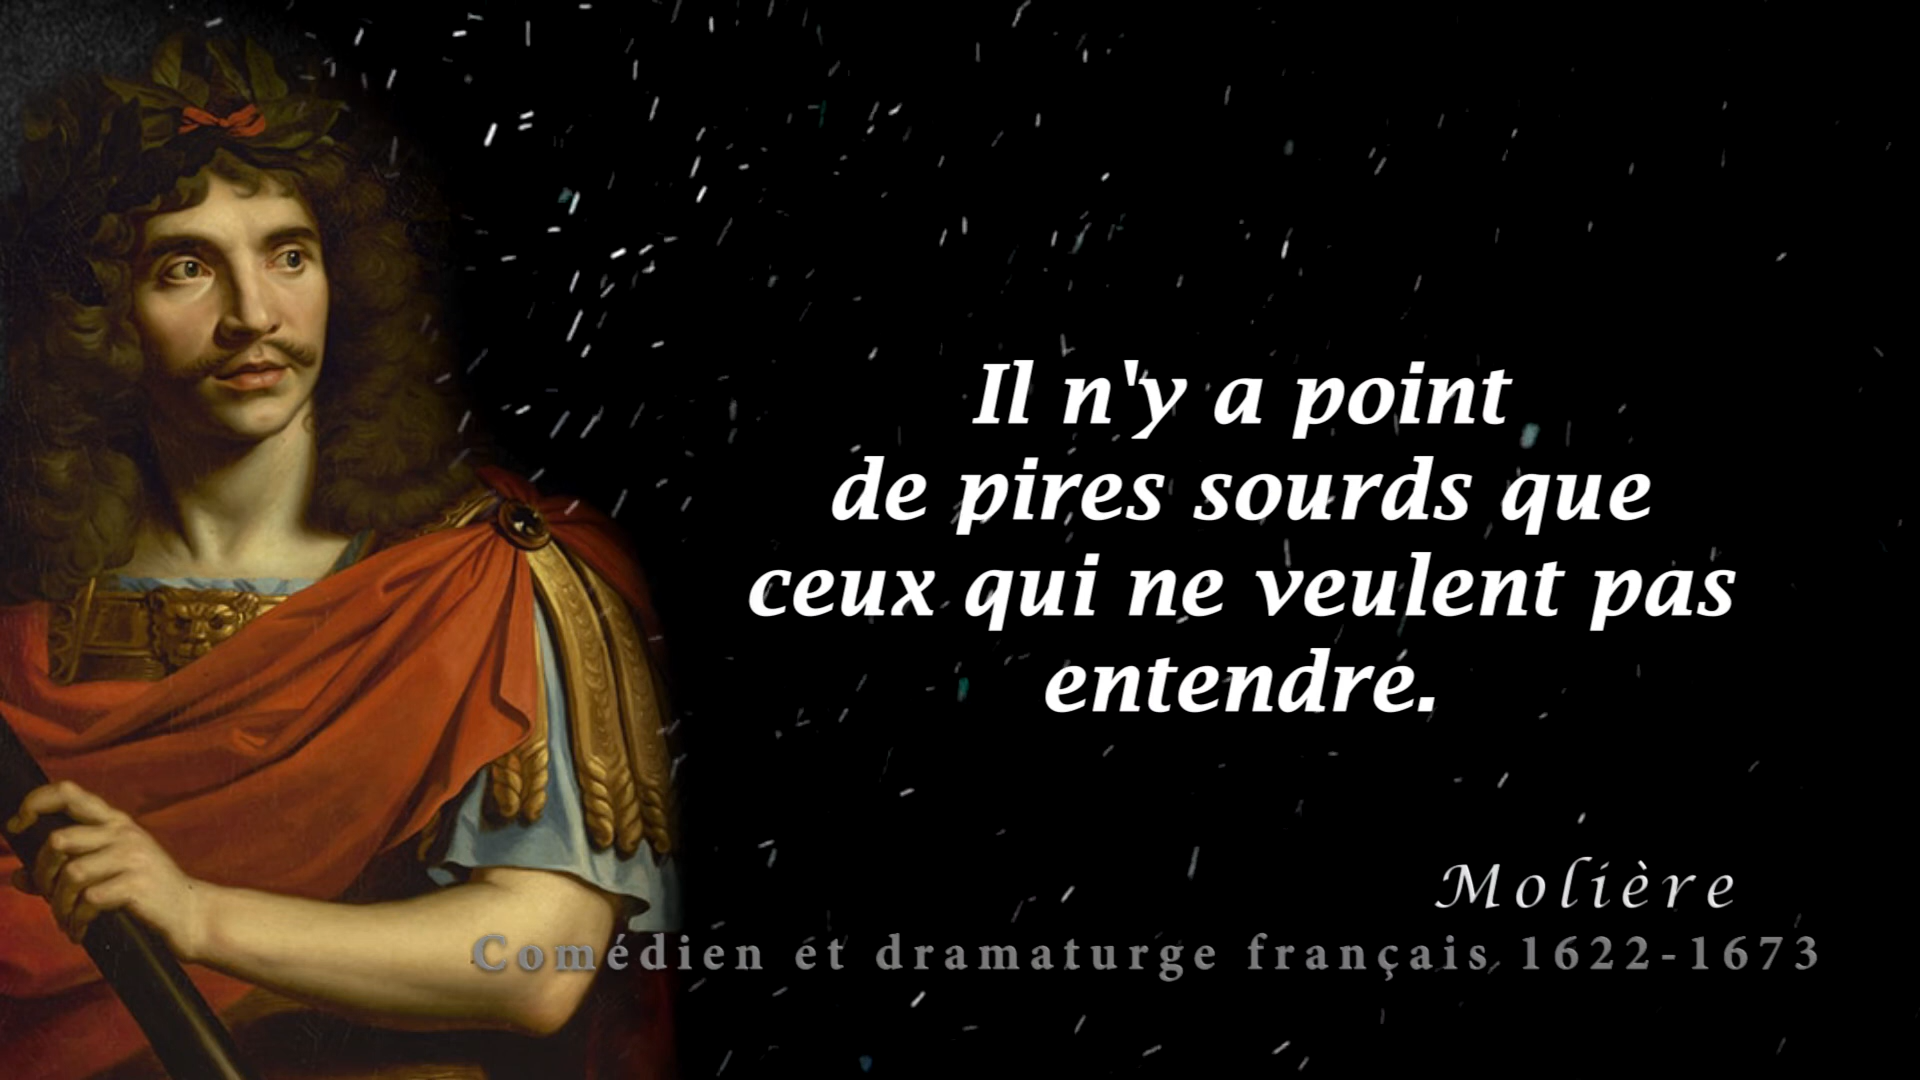 Il n'y a point
de pires sourds que
ceux qui ne veulent pas
entendre.
Molière
Comédien et dramaturge français 1622-1673